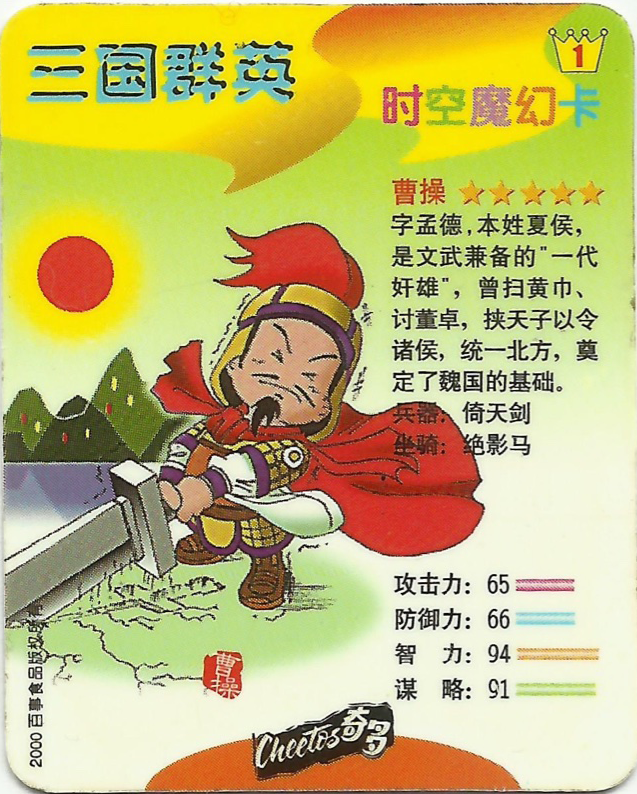 三国群英
1
时空魔幻卡
曹操 ★★★★★
字孟德,本姓夏侯,
是文武兼备的"一代
奸雄",曾扫黄巾、
讨董卓,挟天子以令
诸侯,统一北方,奠
定了魏国的基础。
兵器:倚天剑
坐骑:绝影马
攻击力:65
防御力:66
智 力:94
谋 略:91
曹操
2000 百事食品版权所有
Cheetos奇多